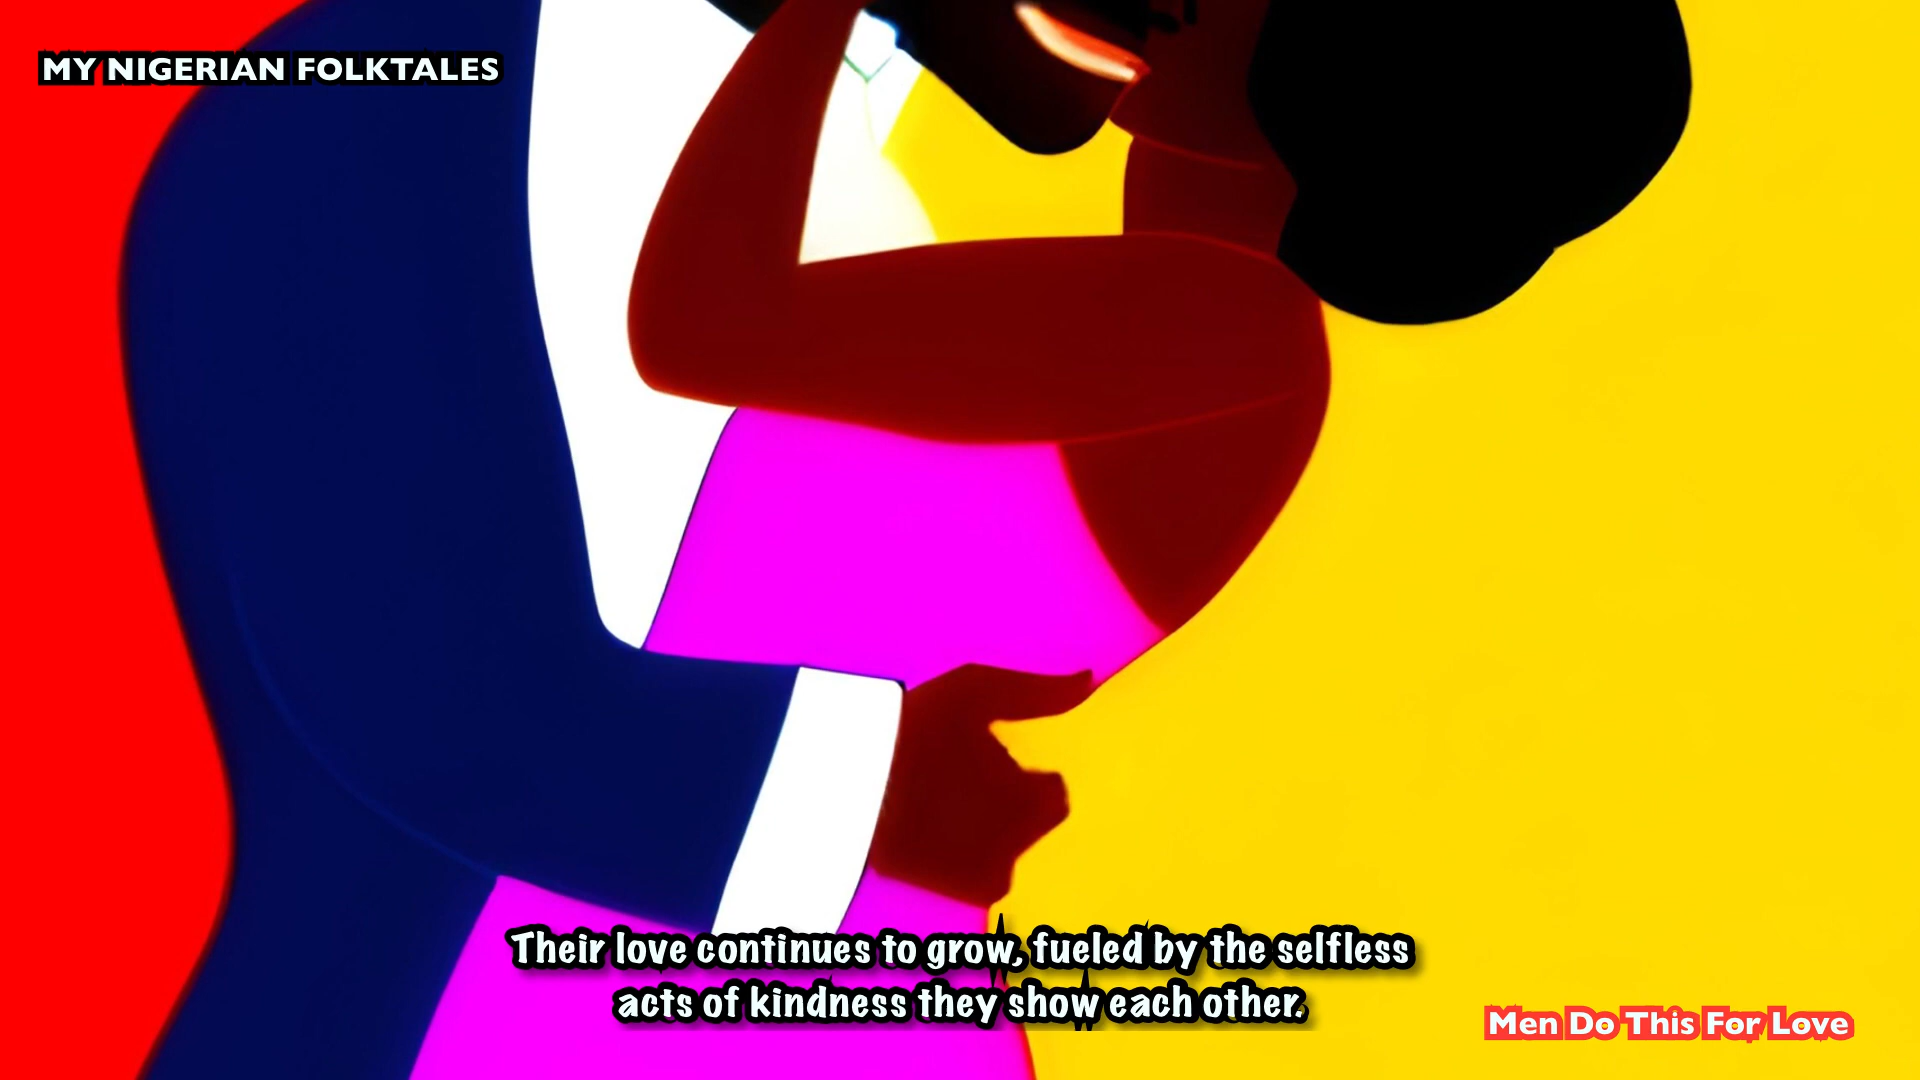 MY NIGERIAN FOLKTALES
Their love continues to grow, fueled by the selfless
acts of kindness they show each other.
Men Do This For Love